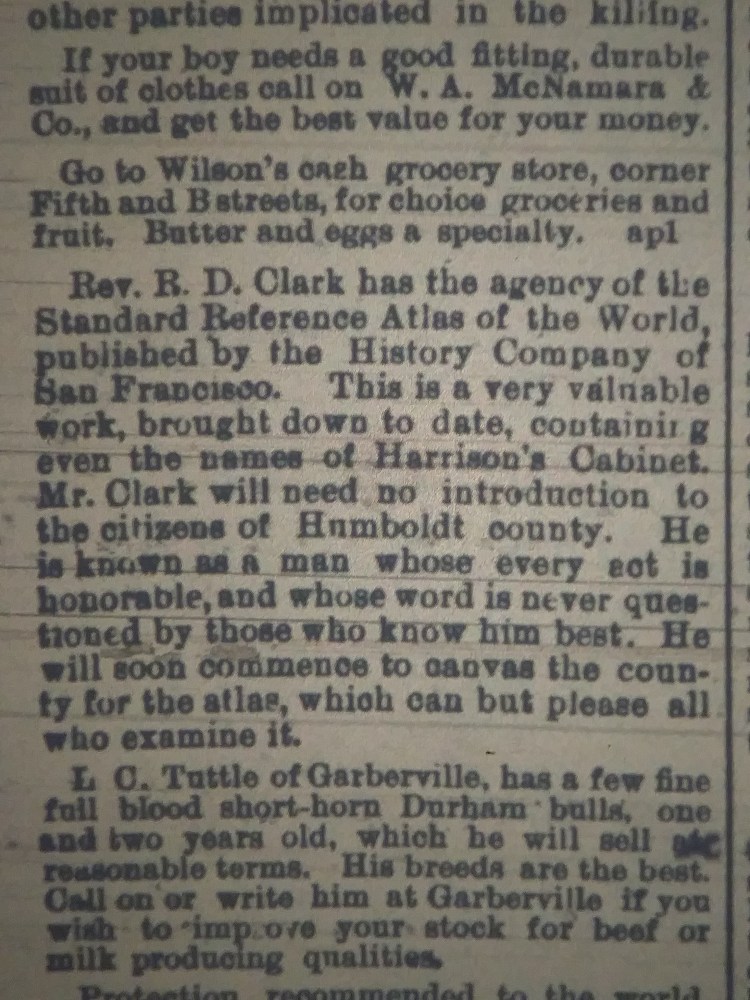 other parties implicated in the killing.
If your boy needs a good fitting, durable
suit of clothes call on W. A. McNamara &
Co., and get the best value for your money.
Go to Wilson's cash grocery store, corner
Fifth and B streets, for choice groceries and
fruit. Butter and eggs a specialty. ap1
Rev. R. D. Clark has the agency of the
Standard Reference Atlas of the World,
published by the History Company of
San Francisco. This is a very valuable
work, brought down to date, containing
even the names of Harrison's Cabinet.
Mr. Clark will need no introduction to
the citizens of Humboldt county. He
is known as a man whose every act is
honorable, and whose word is never ques-
tioned by those who know him best. He
will soon commence to canvas the coun-
ty for the atlas, which can but please all
who examine it.
L C. Tuttle of Garberville, has a few fine
full blood short-horn Durham bulls, one
and two years old, which he will sell
reasonable terms. His breeds are the best.
Call on or write him at Garberville if you
wish to improve your stock for beef or
milk producing qualities.
Protection recommended to the world